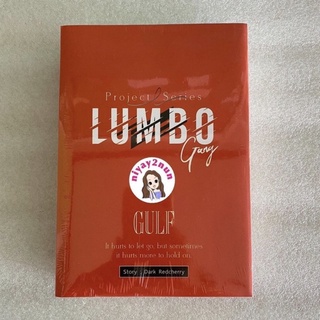 Project Series
LUMBO
Gang
niyay2nan
GULF
It hurts to let go, but sometimes
it hurts more to hold on
Story | Dark Redcherry